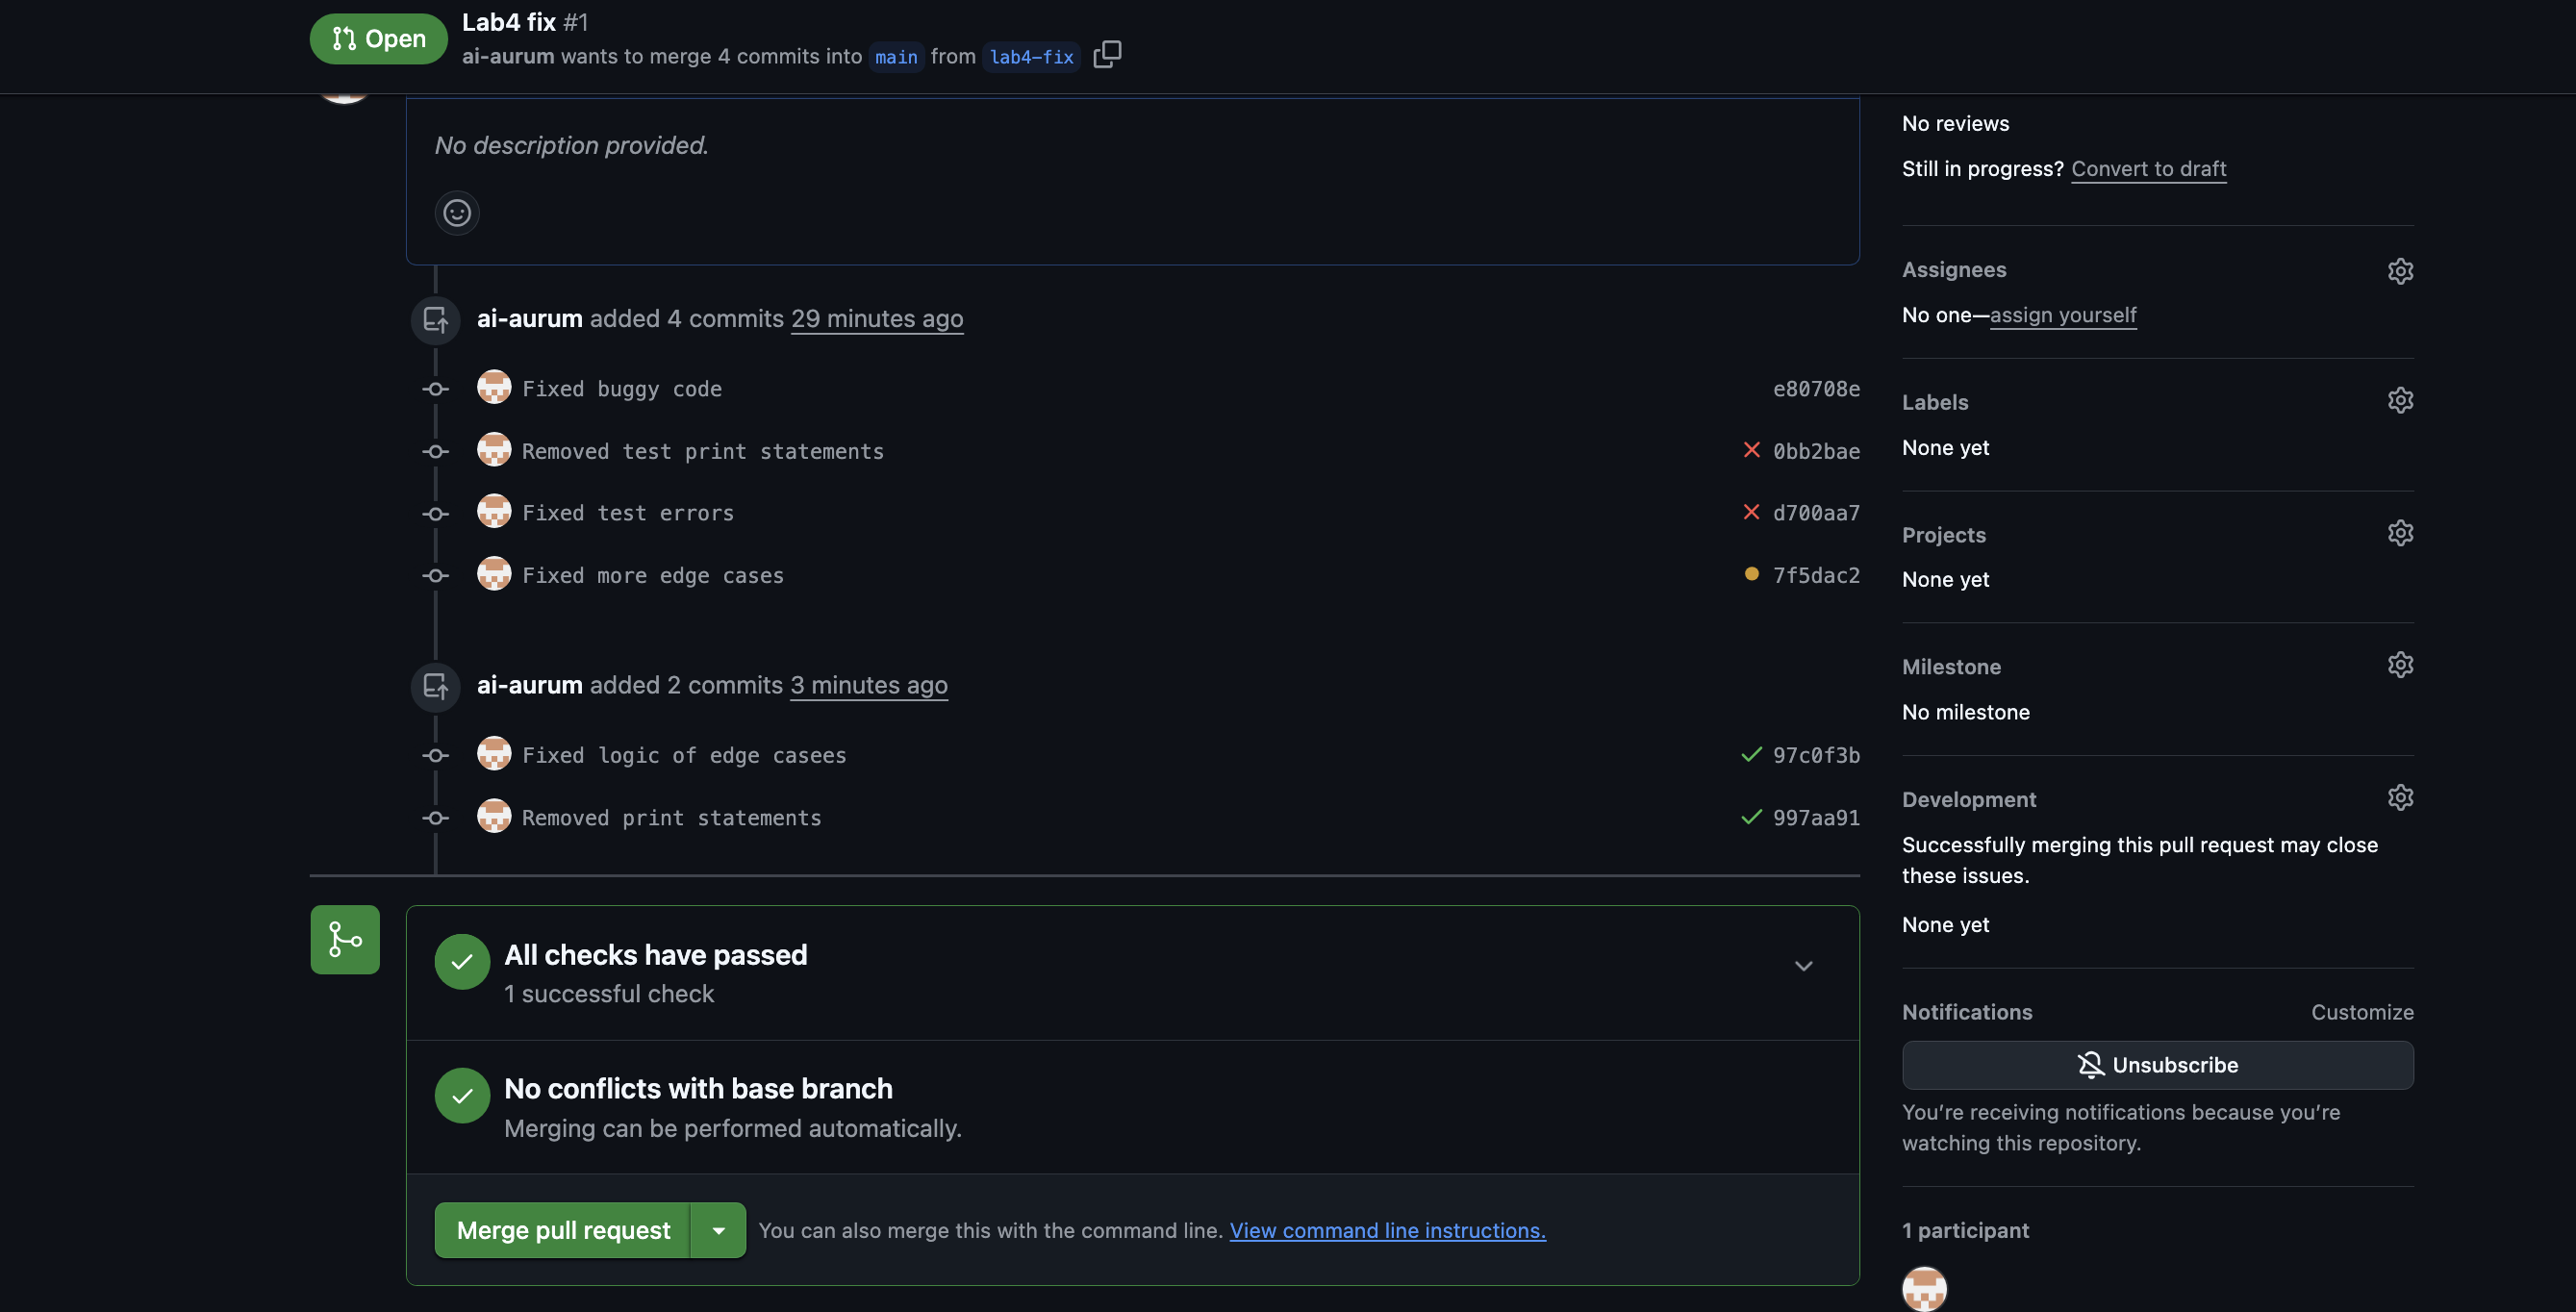 Open
Lab4 fix #1
ai-aurum wants to merge 4 commits into main from lab4-fix
No description provided.
ai-aurum added 4 commits 29 minutes ago
Fixed buggy code e80708e
Removed test print statements 0bb2bae
Fixed test errors d700aa7
Fixed more edge cases 7f5dac2
ai-aurum added 2 commits 3 minutes ago
Fixed logic of edge casees 97c0f3b
Removed print statements 997aa91
All checks have passed
1 successful check
No conflicts with base branch
Merging can be performed automatically.
Merge pull request You can also merge this with the command line. View command line instructions.
No reviews
Still in progress? Convert to draft
Assignees
No one—assign yourself
Labels
None yet
Projects
None yet
Milestone
No milestone
Development
Successfully merging this pull request may close
these issues.
None yet
Notifications Customize
Unsubscribe
You’re receiving notifications because you’re
watching this repository.
1 participant